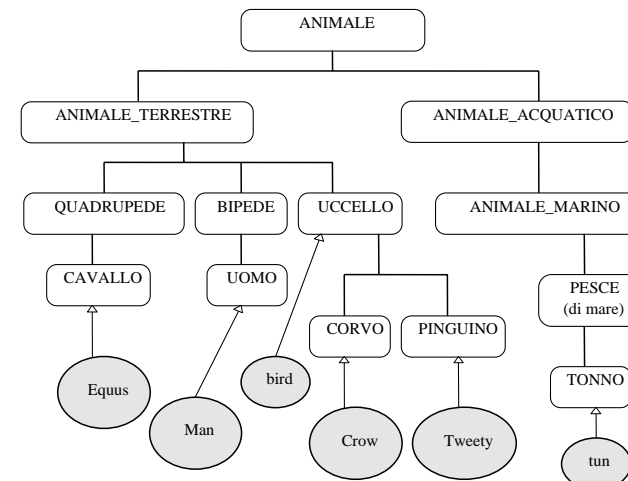 ANIMALE
ANIMALE_TERRESTRE
ANIMALE_ACQUATICO
QUADRUPEDE
BIPEDE
UCCELLO
ANIMALE_MARINO
CAVALLO
UOMO
PESCE
(di mare)
CORVO
PINGUINO
TONNO
Equus
bird
Man
Crow
Tweety
tun